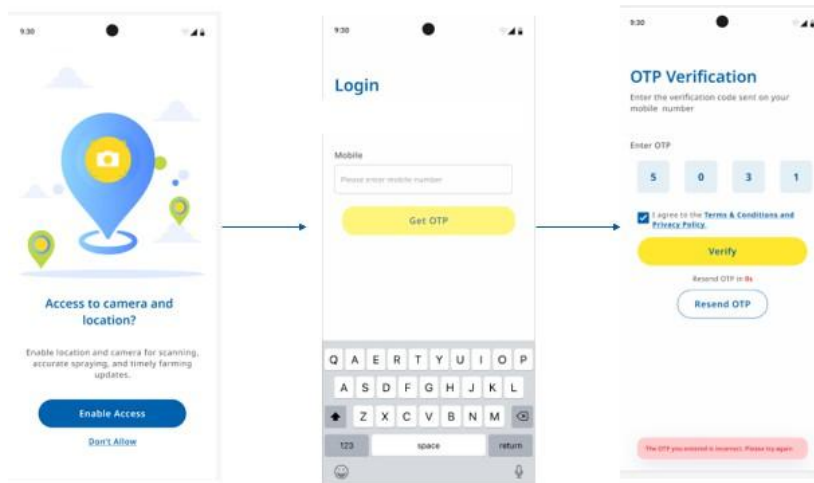 9:30
Access to camera and
location?
Enable location and camera for scanning,
accurate spraying, and timely farming
updates.
Enable Access
Don't Allow
9:30
Login
Mobile
Please enter mobile number
Get OTP
Q A E R T Y U I O P
A S D F G H J K L
Z X C V B N M
123 space return
9:30
OTP Verification
Enter the verification code sent on your
mobile number
Enter OTP
5 0 3 1
I agree to the Terms & Conditions and
Privacy Policy.
Verify
Resend OTP in 0s
Resend OTP
The OTP you entered is incorrect. Please try again